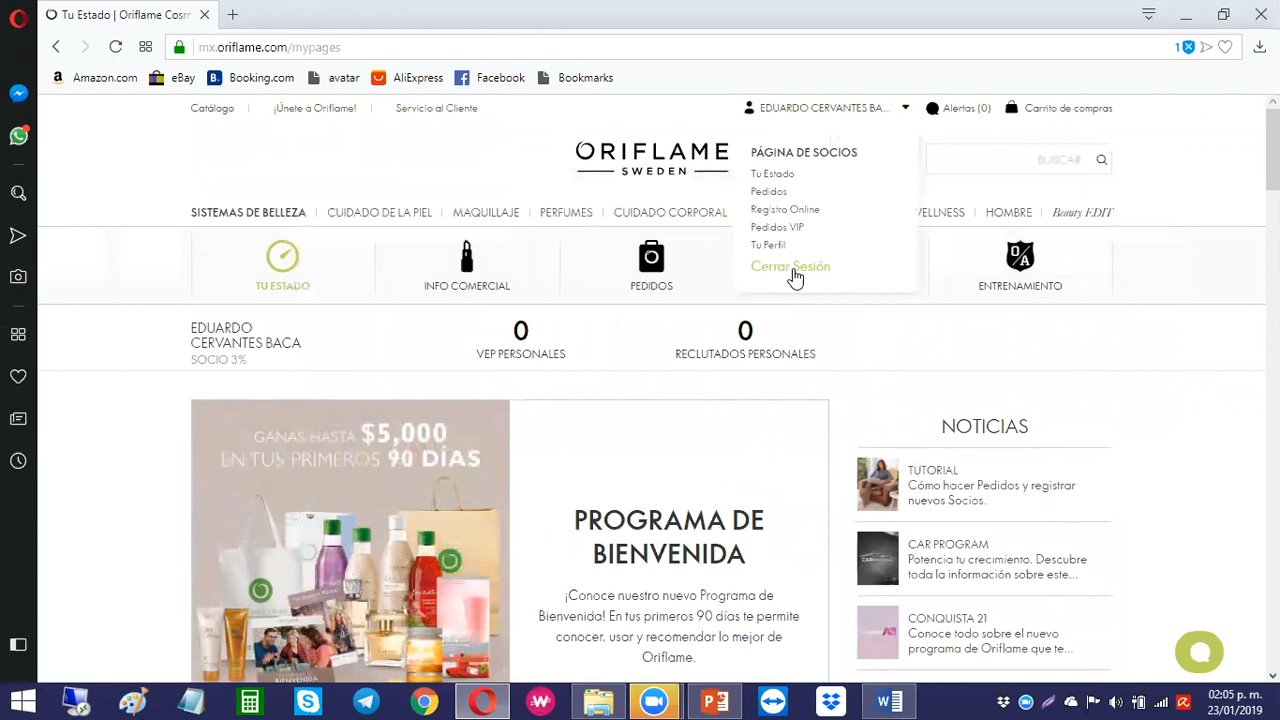 Tu Estado | Oriflame Cosm
mx.oriflame.com/mypages
1
Amazon.com
eBay
Booking.com
avatar
AliExpress
Facebook
Bookmarks
Catálogo
¡Únete a Oriflame!
Servicio al Cliente
EDUARDO CERVANTES BA...
Alertas (0)
Carrito de compras
ORIFLAME
SWEDEN
PÁGINA DE SOCIOS
Tu Estado
Pedidos
Registro Online
Pedidos VIP
Tu Perfil
Cerrar Sesión
BUSCAR
SISTEMAS DE BELLEZA
CUIDADO DE LA PIEL
MAQUILLAJE
PERFUMES
CUIDADO CORPORAL
WELLNESS
HOMBRE
Beauty EDIT
TU ESTADO
INFO COMERCIAL
PEDIDOS
ENTRENAMIENTO
EDUARDO
CERVANTES BACA
SOCIO 3%
0
VEP PERSONALES
0
RECLUTADOS PERSONALES
GANAS HASTA $5,000
EN TUS PRIMEROS 90 DÍAS
PROGRAMA DE
BIENVENIDA
¡Conoce nuestro nuevo Programa de
Bienvenida! En tus primeros 90 días te permite
conocer, usar y recomendar lo mejor de
Oriflame.
NOTICIAS
TUTORIAL
Cómo hacer Pedidos y registrar
nuevos Socios.
CAR PROGRAM
Potencia tu crecimiento. Descubre
toda la información sobre este...
CONQUISTA 21
Conoce todo sobre el nuevo
programa de Oriflame que te...
02:05 p. m.
23/01/2019